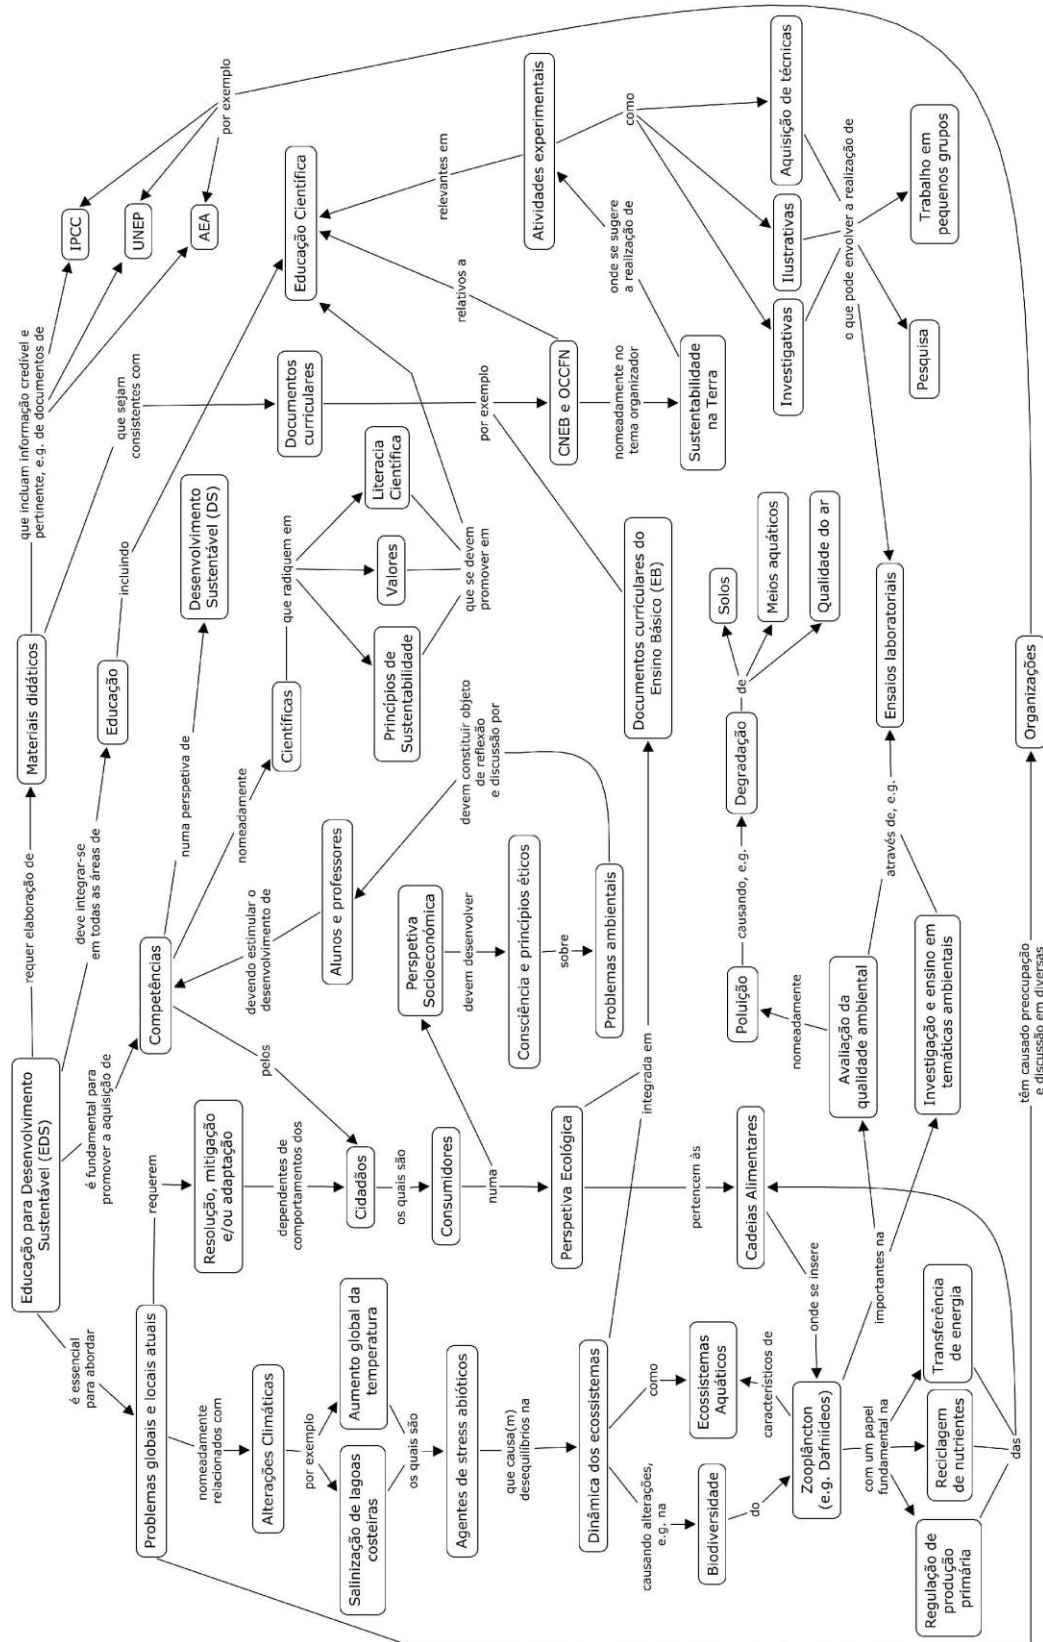 Educação para Desenvolvimento
Sustentável (EDS)
requer elaboração de
Materiais didáticos
que incluam informação credível e
pertinente, e.g. de documentos de
IPCC
UNEP
AEA
por exemplo
que sejam
consistentes com
deve integrar-se
em todas as áreas de
Educação
incluindo
Educação Científica
é fundamental para
promover a aquisição de
Competências
numa perspetiva de
Desenvolvimento
Sustentável (DS)
nomeadamente
Científicas
que radiquem em
Princípios de
Sustentabilidade
Valores
Literacia
Científica
que se devem
promover em
Documentos
curriculares
por exemplo
CNEB e OCCFN
relativos a
nomeadamente no
tema organizador
Sustentabilidade
na Terra
onde se sugere
a realização de
Atividades experimentais
relevantes em
como
Investigativas
Ilustrativas
Aquisição de técnicas
o que pode envolver a realização de
Pesquisa
Trabalho em
pequenos grupos
é essencial
para abordar
Problemas globais e locais atuais
requerem
Resolução, mitigação
e/ou adaptação
dependentes de
comportamentos dos
pelos
Cidadãos
os quais são
Consumidores
numa
devendo estimular o
desenvolvimento de
Alunos e professores
devem constituir objeto
de reflexão
e discussão por
Perspetiva
Socioeconómica
devem desenvolver
Consciência e princípios éticos
sobre
Problemas ambientais
Perspetiva Ecológica
integrada em
Documentos curriculares do
Ensino Básico (EB)
pertencem às
Cadeias Alimentares
onde se insere
nomeadamente
relacionados com
Alterações Climáticas
por exemplo
Salinização de lagoas
costeiras
Aumento global da
temperatura
os quais são
Agentes de stress abióticos
que causa(m)
desequilíbrios na
Dinâmica dos ecossistemas
causando alterações,
e.g. na
como
Biodiversidade
Ecossistemas
Aquáticos
do
característicos de
Zooplâncton
(e.g. Dafniídeos)
com um papel
fundamental na
Regulação de
produção
primária
Reciclagem
de nutrientes
Transferência
de energia
das
importantes na
Avaliação da
qualidade ambiental
Investigação e ensino em
temáticas ambientais
nomeadamente
Poluição
causando, e.g.
Degradação
de
Solos
Meios aquáticos
Qualidade do ar
através de, e.g.
Ensaios laboratoriais
têm causado preocupação
e discussão em diversas
Organizações